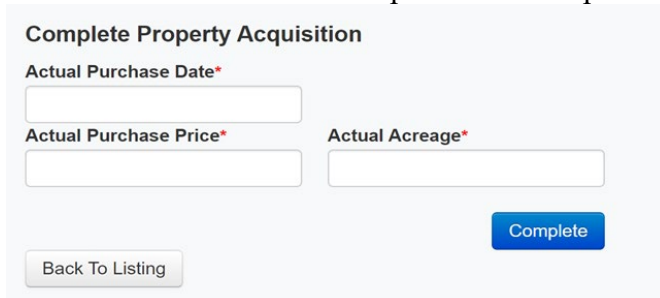 Complete Property Acquisition
Actual Purchase Date*
Actual Purchase Price* Actual Acreage*
Complete
Back To Listing